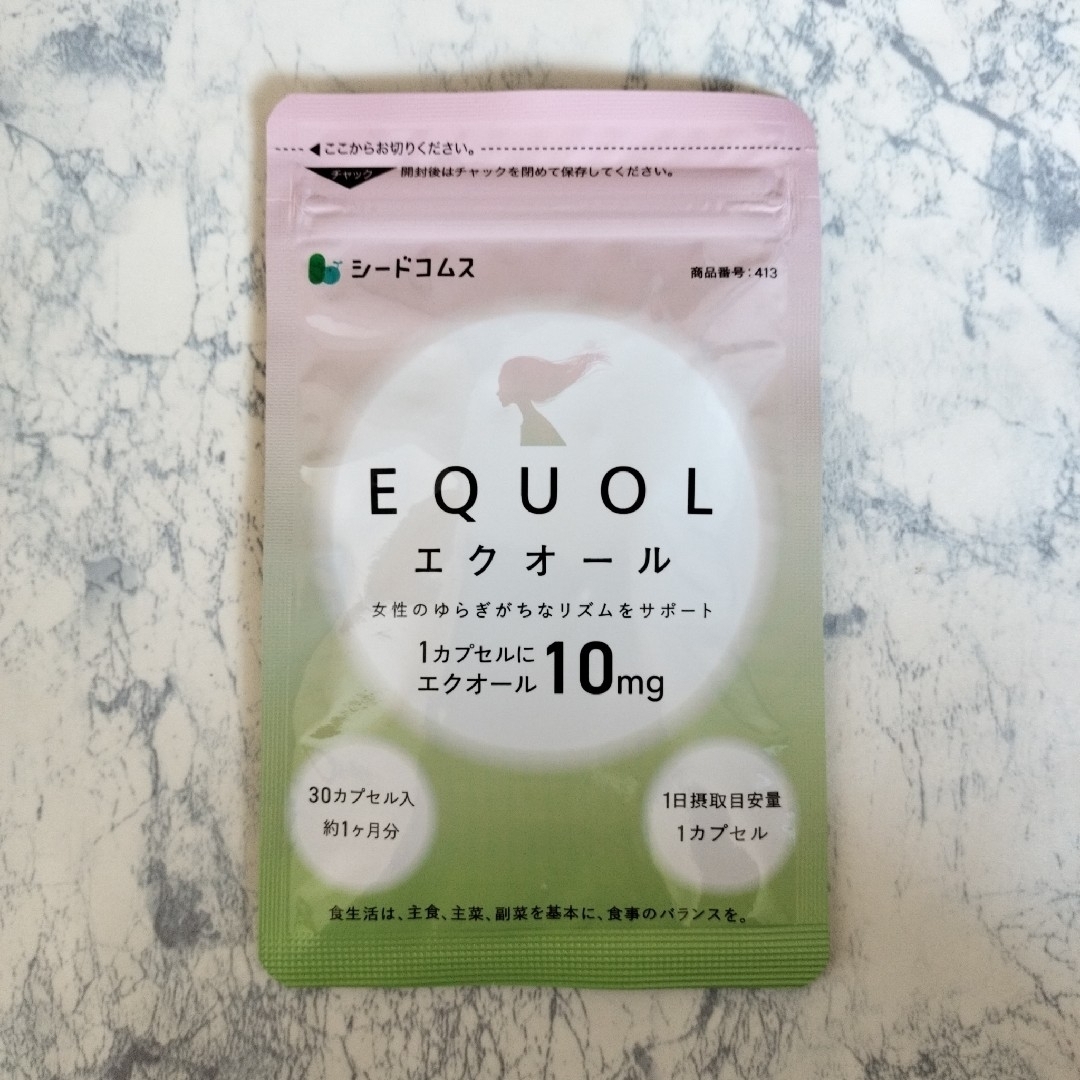 ここからお切りください。
チャック
開封後はチャックを閉めて保存してください。
シードコムス
商品番号:413
EQUOL
エクオール
女性のゆらぎがちなリズムをサポート
1カプセルに
エクオール 10mg
30カプセル入
約1ヶ月分
1日摂取目安量
1カプセル
食生活は、主食、主菜、副菜を基本に、食事のバランスを。